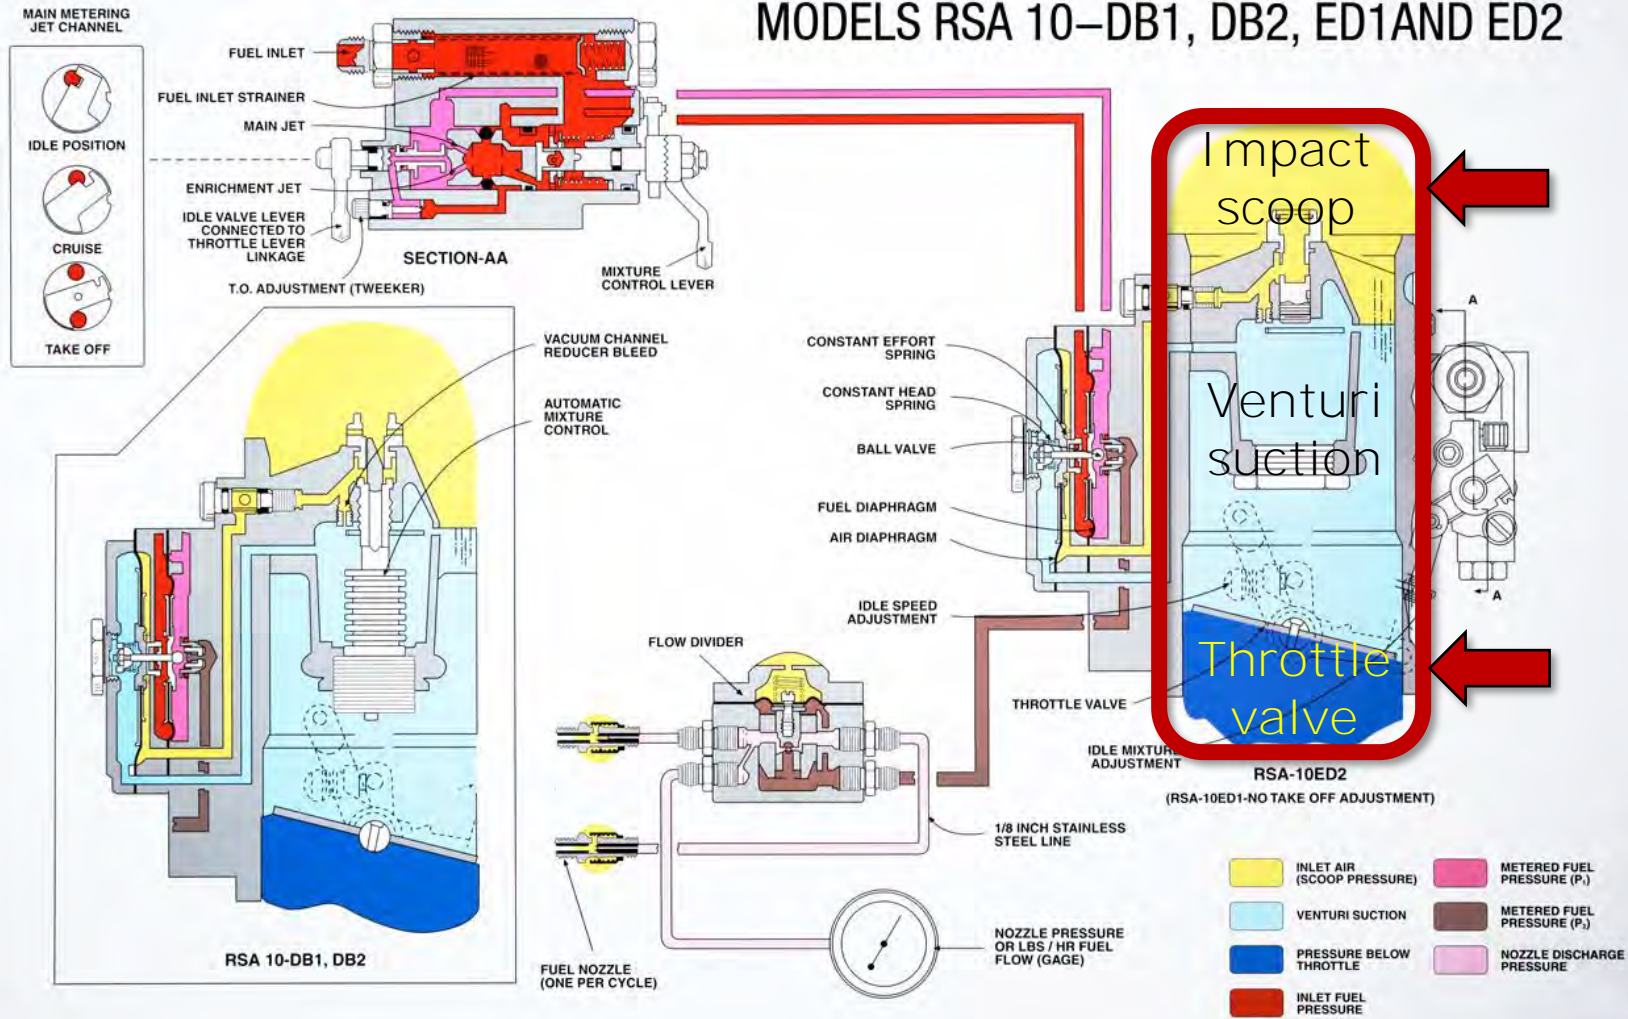 MODELS RSA 10–DB1, DB2, ED1AND ED2
MAIN METERING
JET CHANNEL
IDLE POSITION
CRUISE
TAKE OFF
FUEL INLET
FUEL INLET STRAINER
MAIN JET
ENRICHMENT JET
IDLE VALVE LEVER
CONNECTED TO
THROTTLE LEVER
LINKAGE
T.O. ADJUSTMENT (TWEEKER)
SECTION-AA
MIXTURE
CONTROL LEVER
VACUUM CHANNEL
REDUCER BLEED
AUTOMATIC
MIXTURE
CONTROL
RSA 10-DB1, DB2
CONSTANT EFFORT
SPRING
CONSTANT HEAD
SPRING
BALL VALVE
FUEL DIAPHRAGM
AIR DIAPHRAGM
IDLE SPEED
ADJUSTMENT
FLOW DIVIDER
THROTTLE VALVE
IDLE MIXTURE
ADJUSTMENT
Impact
scoop
Venturi
suction
Throttle
valve
A
A
RSA-10ED2
(RSA-10ED1-NO TAKE OFF ADJUSTMENT)
1/8 INCH STAINLESS
STEEL LINE
NOZZLE PRESSURE
OR LBS / HR FUEL
FLOW (GAGE)
FUEL NOZZLE
(ONE PER CYCLE)
INLET AIR
(SCOOP PRESSURE)
VENTURI SUCTION
PRESSURE BELOW
THROTTLE
INLET FUEL
PRESSURE
METERED FUEL
PRESSURE (P₁)
METERED FUEL
PRESSURE (P₂)
NOZZLE DISCHARGE
PRESSURE